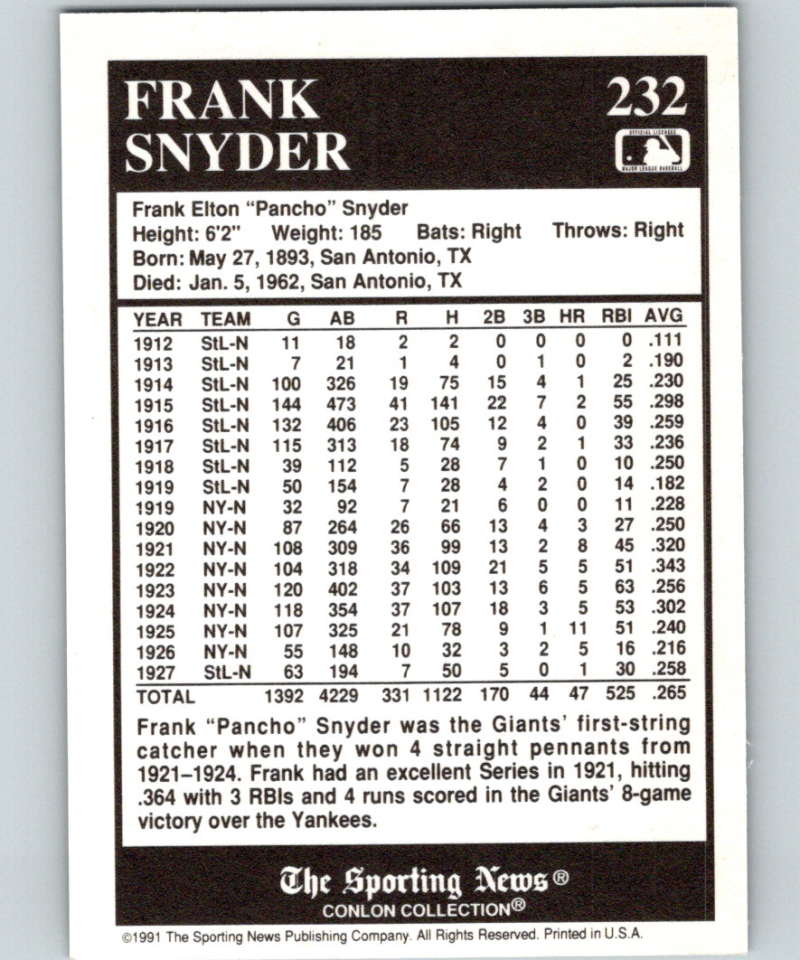 FRANK 232
SNYDER
OFFICIAL LICENSEE
MAJOR LEAGUE BASEBALL
Frank Elton “Pancho” Snyder
Height: 6'2" Weight: 185 Bats: Right Throws: Right
Born: May 27, 1893, San Antonio, TX
Died: Jan. 5, 1962, San Antonio, TX
YEAR TEAM G AB R H 2B 3B HR RBI AVG
1912 StL-N 11 18 2 2 0 0 0 0 .111
1913 StL-N 7 21 1 4 0 1 0 2 .190
1914 StL-N 100 326 19 75 15 4 1 25 .230
1915 StL-N 144 473 41 141 22 7 2 55 .298
1916 StL-N 132 406 23 105 12 4 0 39 .259
1917 StL-N 115 313 18 74 9 2 1 33 .236
1918 StL-N 39 112 5 28 7 1 0 10 .250
1919 StL-N 50 154 7 28 4 2 0 14 .182
1919 NY-N 32 92 7 21 6 0 0 11 .228
1920 NY-N 87 264 26 66 13 4 3 27 .250
1921 NY-N 108 309 36 99 13 2 8 45 .320
1922 NY-N 104 318 34 109 21 5 5 51 .343
1923 NY-N 120 402 37 103 13 6 5 63 .256
1924 NY-N 118 354 37 107 18 3 5 53 .302
1925 NY-N 107 325 21 78 9 1 11 51 .240
1926 NY-N 55 148 10 32 3 2 5 16 .216
1927 StL-N 63 194 7 50 5 0 1 30 .258
TOTAL 1392 4229 331 1122 170 44 47 525 .265
Frank “Pancho” Snyder was the Giants’ first-string
catcher when they won 4 straight pennants from
1921–1924. Frank had an excellent Series in 1921, hitting
.364 with 3 RBIs and 4 runs scored in the Giants’ 8-game
victory over the Yankees.
The Sporting News®
CONLON COLLECTION®
©1991 The Sporting News Publishing Company. All Rights Reserved. Printed in U.S.A.